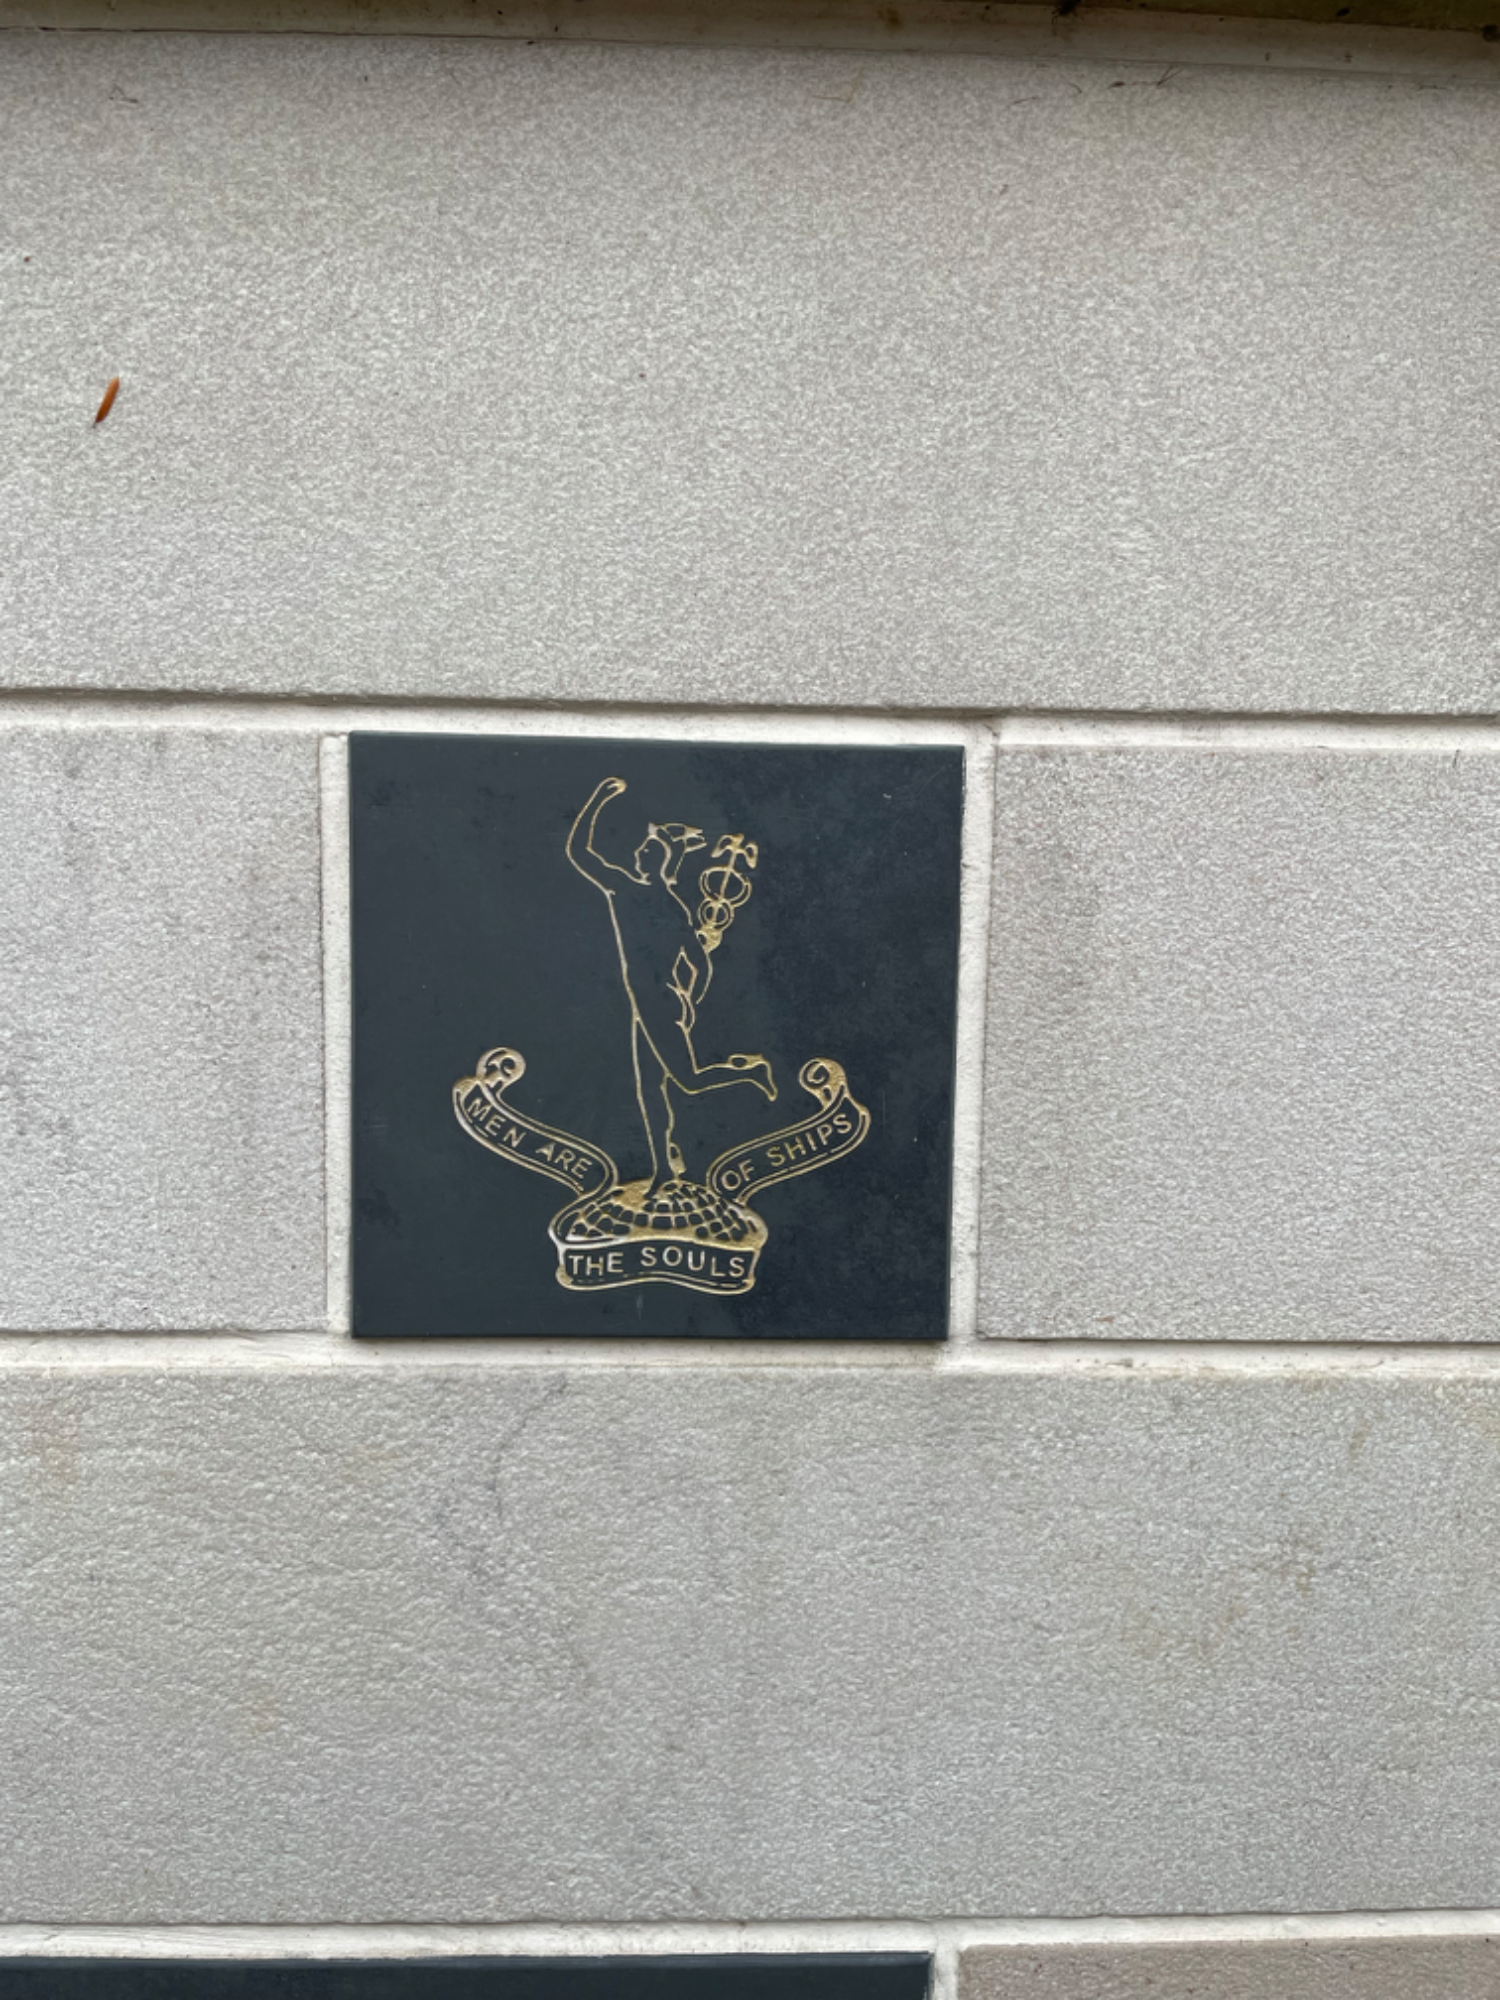 MEN ARE
THE SOULS
OF SHIPS